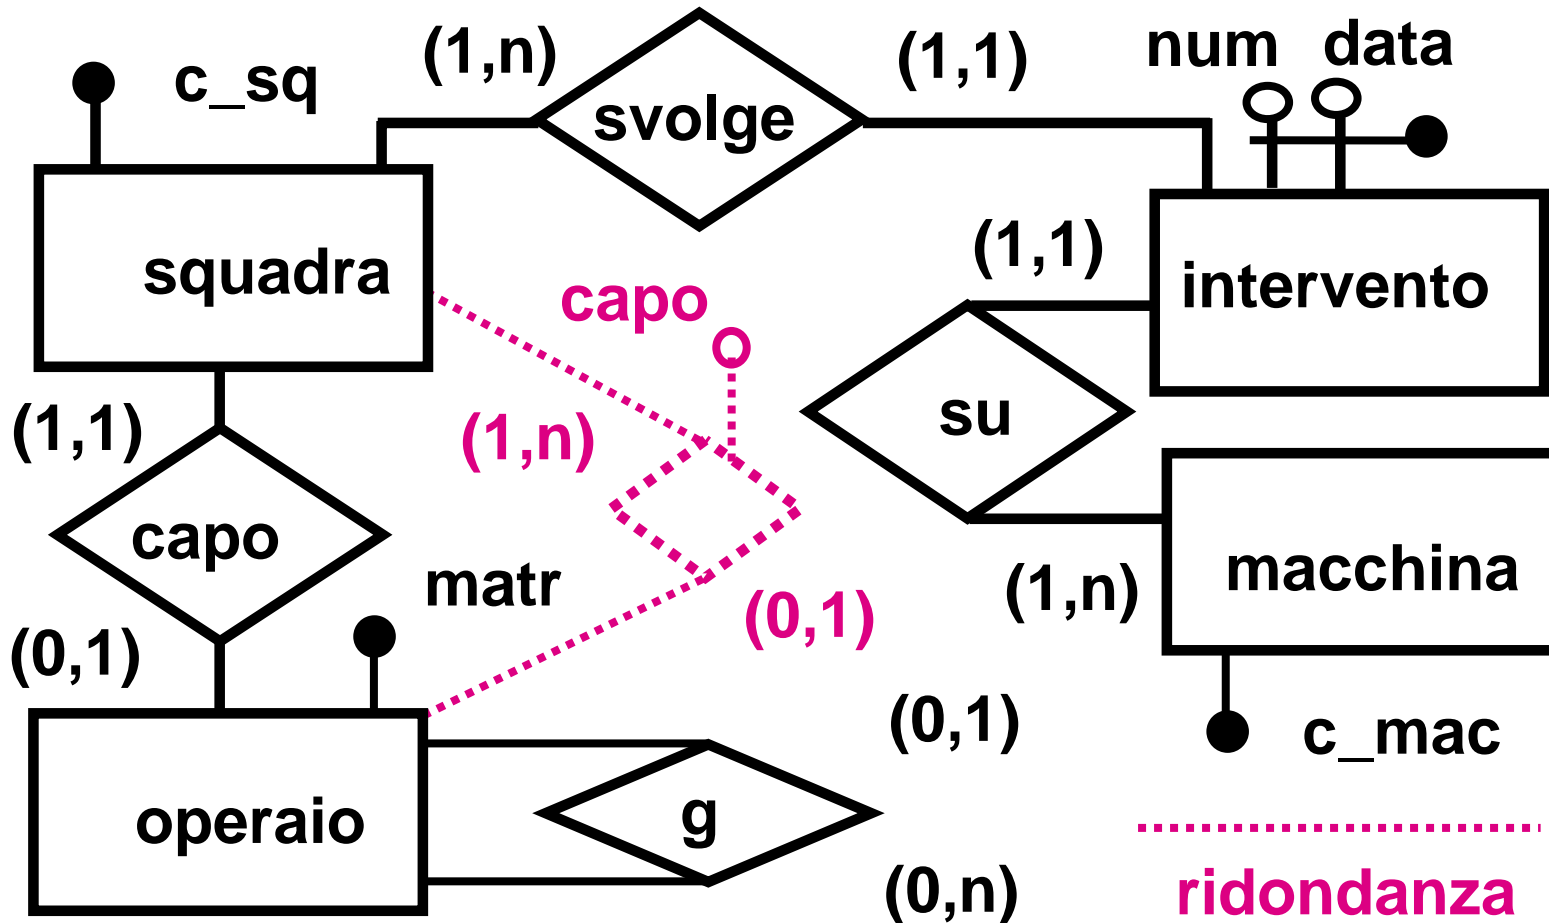 (1,n)
(1,1)
num data
c_sq
svolge
squadra
(1,1)
intervento
capo
(1,1)
(1,n)
su
capo
matr
(1,n)
macchina
(0,1)
(0,1)
(0,1)
c_mac
operaio
g
(0,n)
ridondanza